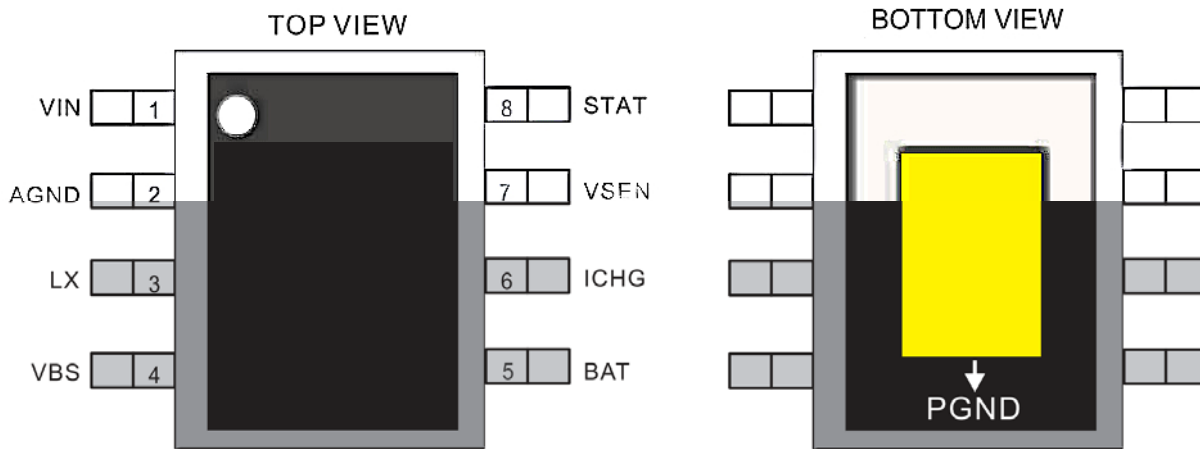 TOP VIEW
BOTTOM VIEW
VIN 1 8 STAT
AGND 2 7 VSEN
LX 3 6 ICHG
VBS 4 5 BAT
PGND